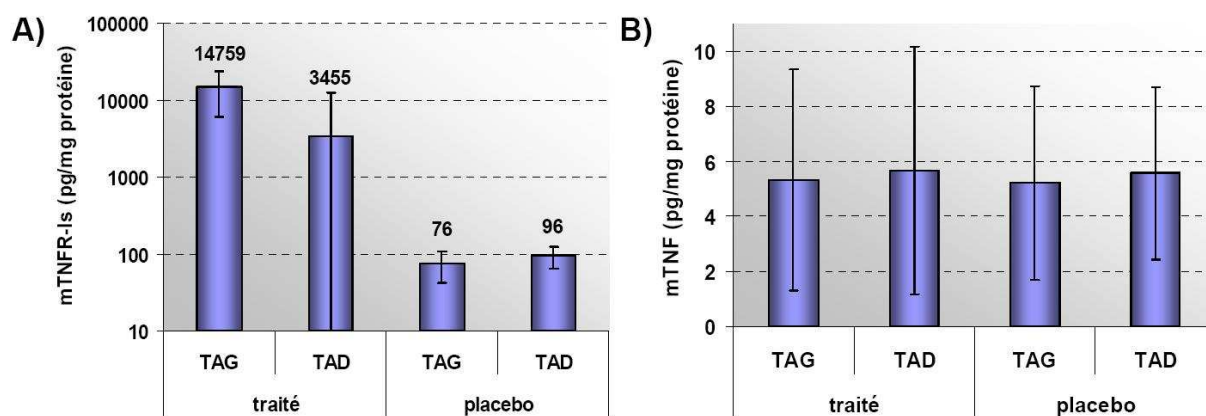 A)
mTNFR-Is (pg/mg protéine)
100000
10000
1000
100
10
14759
3455
76
96
TAG TAD TAG TAD
traité placebo
B)
mTNF (pg/mg protéine)
10
8
6
4
2
0
TAG TAD TAG TAD
traité placebo